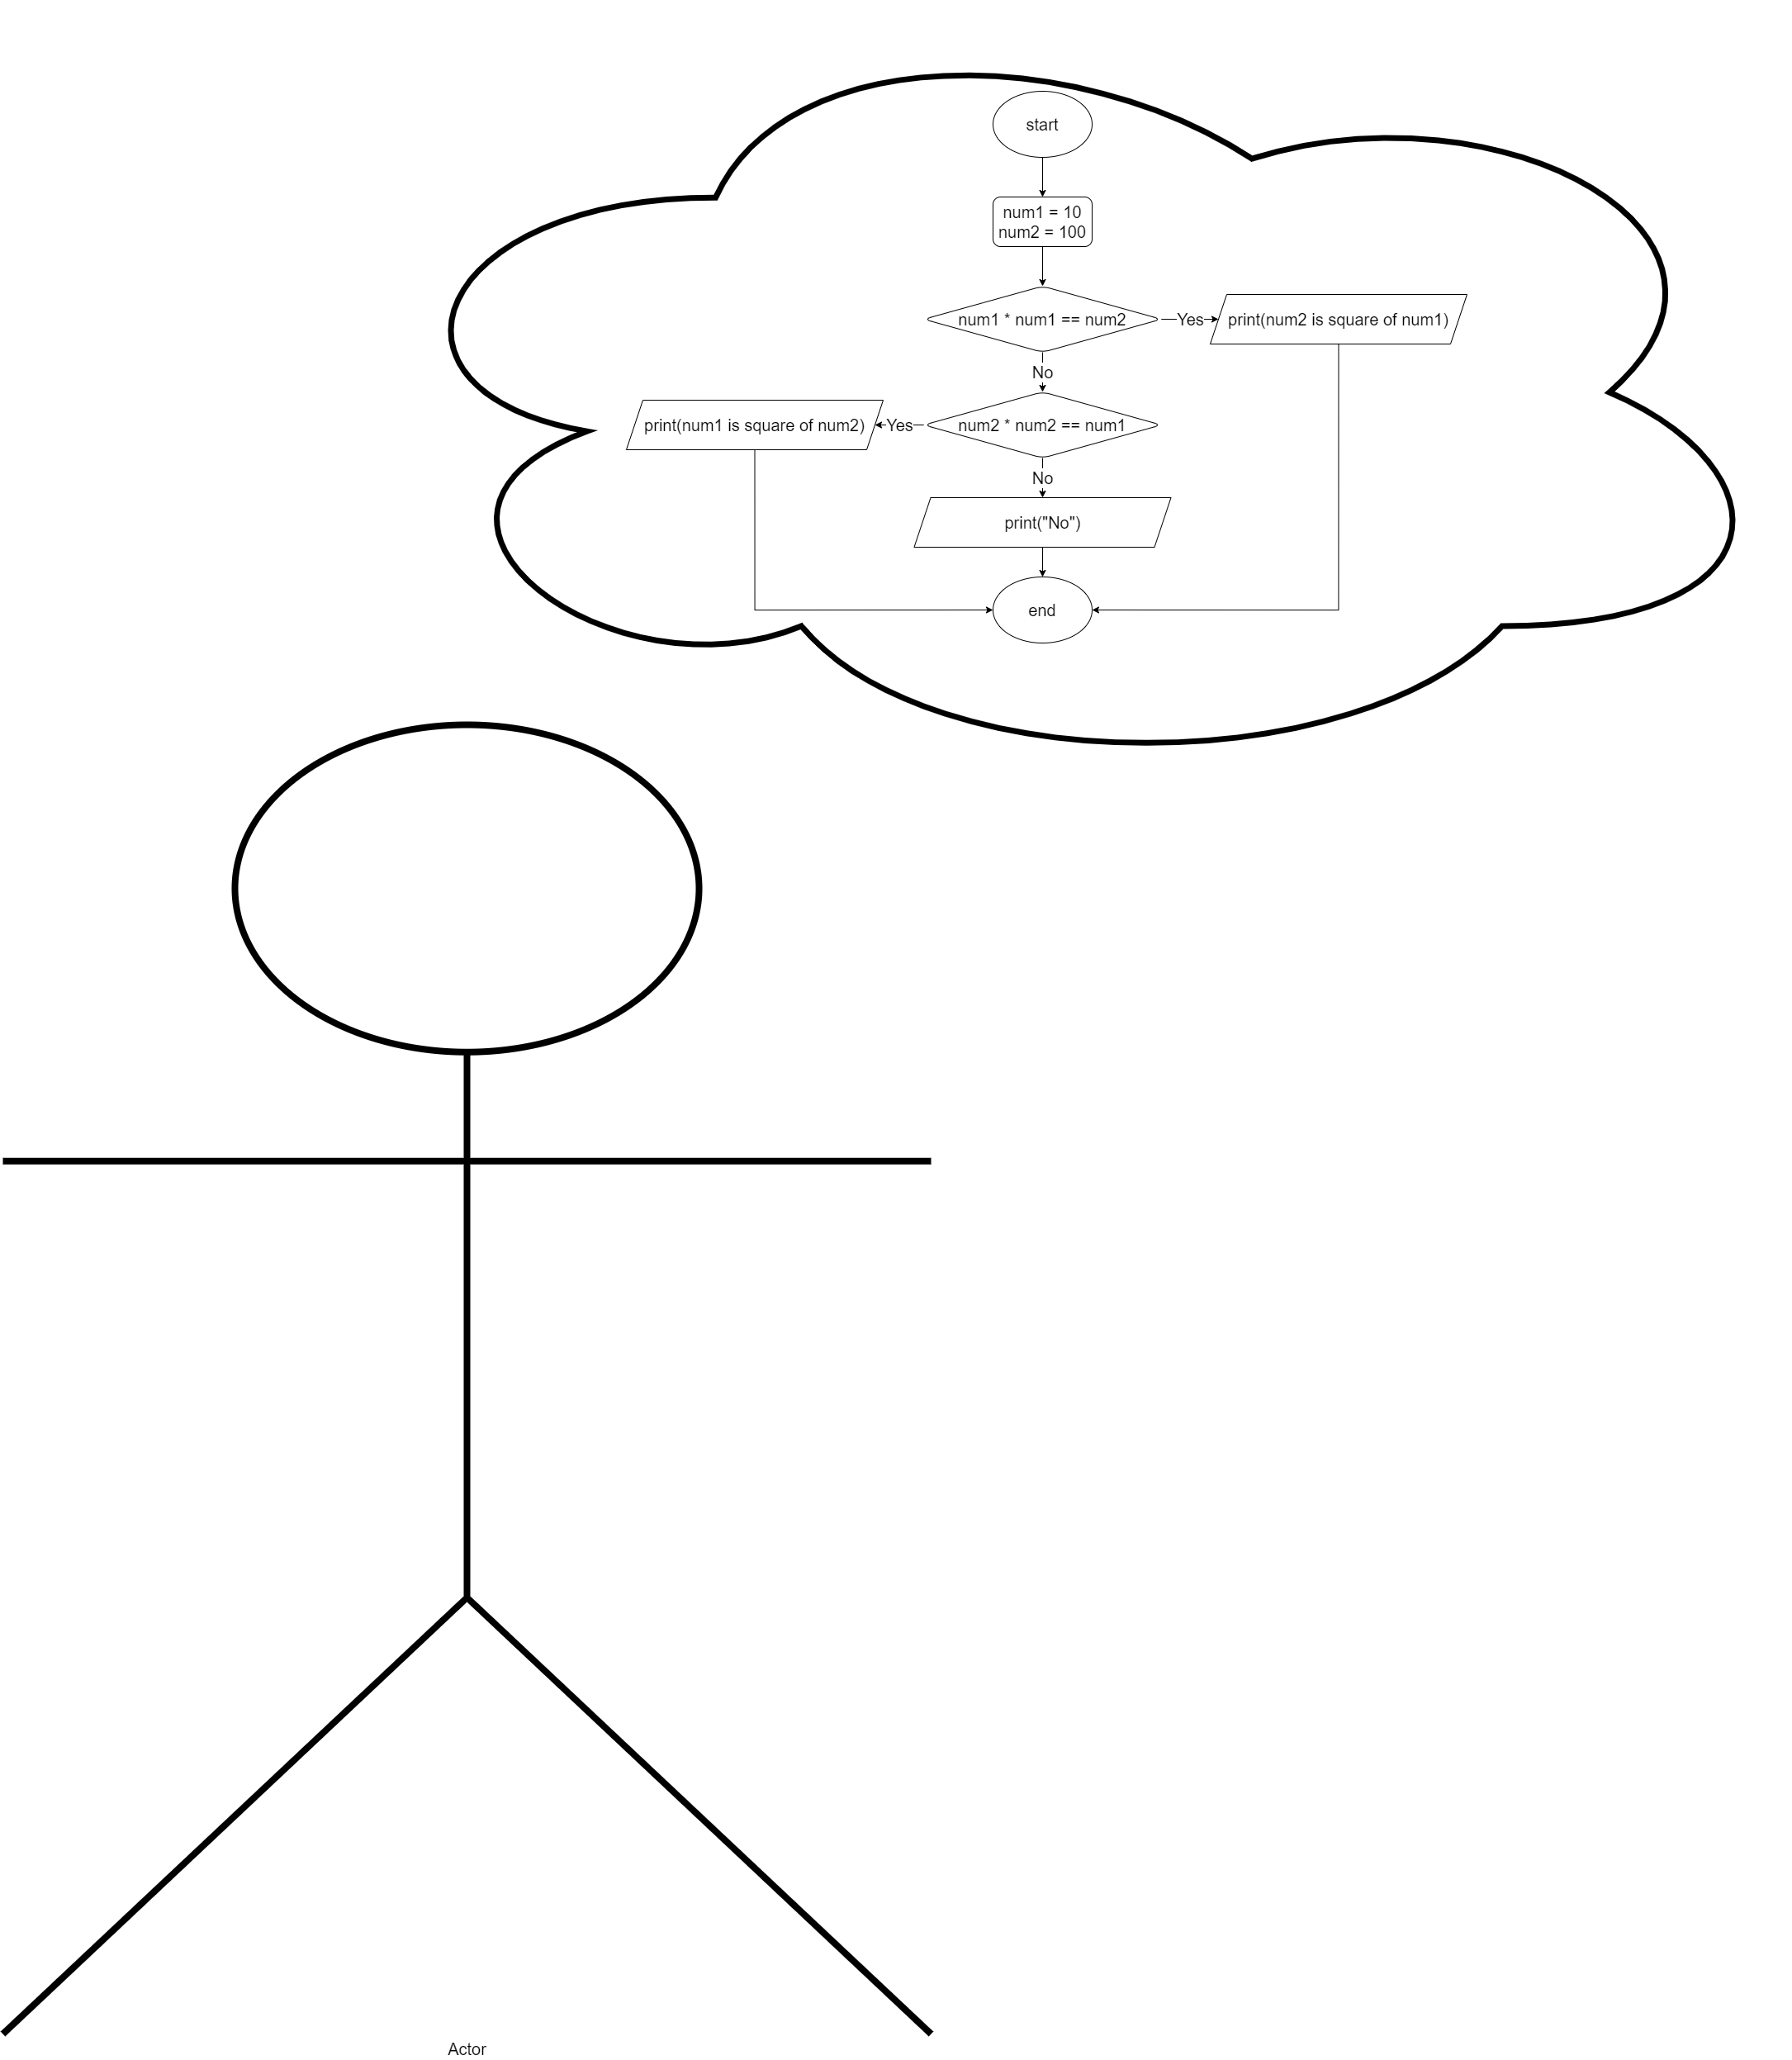 start
num1 = 10
num2 = 100
num1 * num1 == num2
Yes
print(num2 is square of num1)
No
print(num1 is square of num2)
Yes
num2 * num2 == num1
No
print("No")
end
Actor